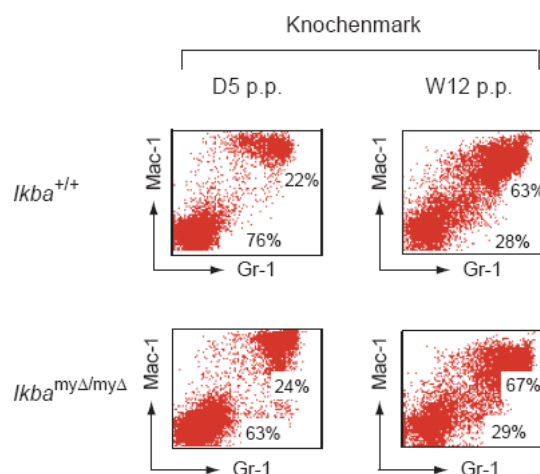 Knochenmark
D5 p.p.
W12 p.p.
Ikba+/+
Mac-1
22%
76%
Gr-1
Mac-1
63%
28%
Gr-1
IkbamyΔ/myΔ
Mac-1
24%
63%
Gr-1
Mac-1
67%
29%
Gr-1